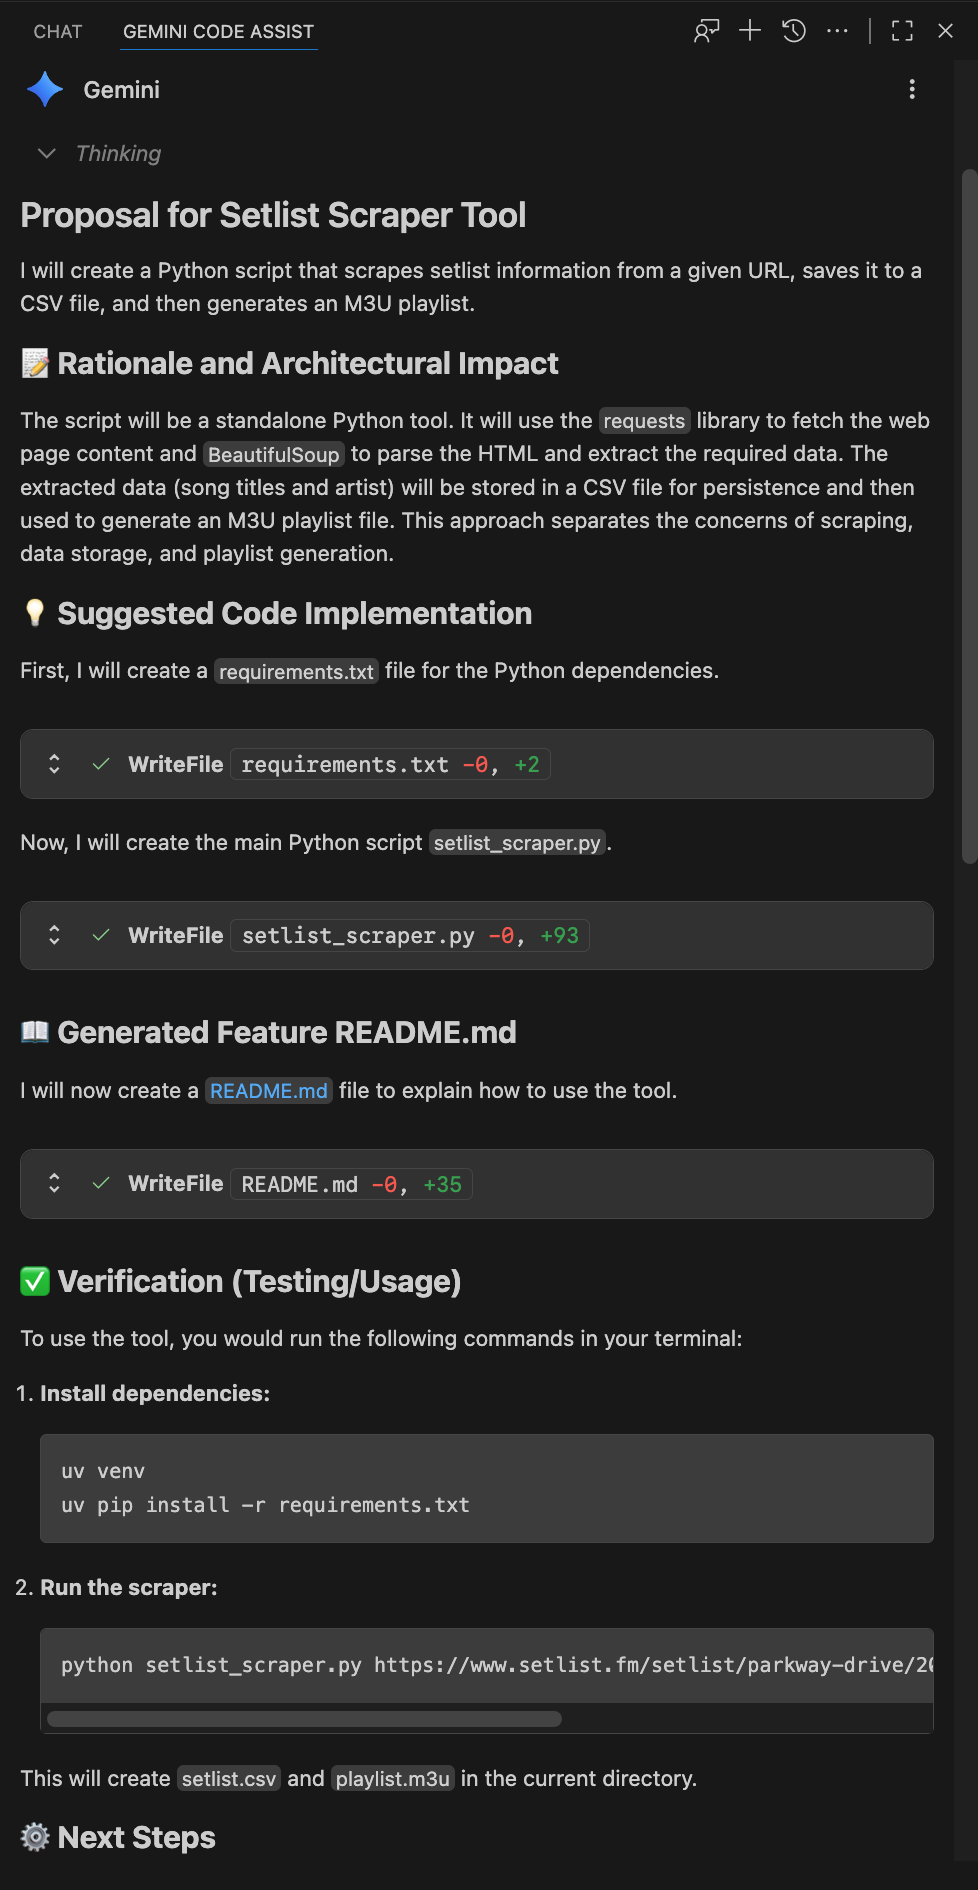 CHAT GEMINI CODE ASSIST
Gemini
Thinking
Proposal for Setlist Scraper Tool
I will create a Python script that scrapes setlist information from a given URL, saves it to a
CSV file, and then generates an M3U playlist.
📝 Rationale and Architectural Impact
The script will be a standalone Python tool. It will use the requests library to fetch the web
page content and BeautifulSoup to parse the HTML and extract the required data. The
extracted data (song titles and artist) will be stored in a CSV file for persistence and then
used to generate an M3U playlist file. This approach separates the concerns of scraping,
data storage, and playlist generation.
💡 Suggested Code Implementation
First, I will create a requirements.txt file for the Python dependencies.
WriteFile requirements.txt -0, +2
Now, I will create the main Python script setlist_scraper.py.
WriteFile setlist_scraper.py -0, +93
📖 Generated Feature README.md
I will now create a README.md file to explain how to use the tool.
WriteFile README.md -0, +35
✅ Verification (Testing/Usage)
To use the tool, you would run the following commands in your terminal:
1. Install dependencies:
uv venv
uv pip install -r requirements.txt
2. Run the scraper:
python setlist_scraper.py https://www.setlist.fm/setlist/parkway-drive/20
This will create setlist.csv and playlist.m3u in the current directory.
⚙️ Next Steps